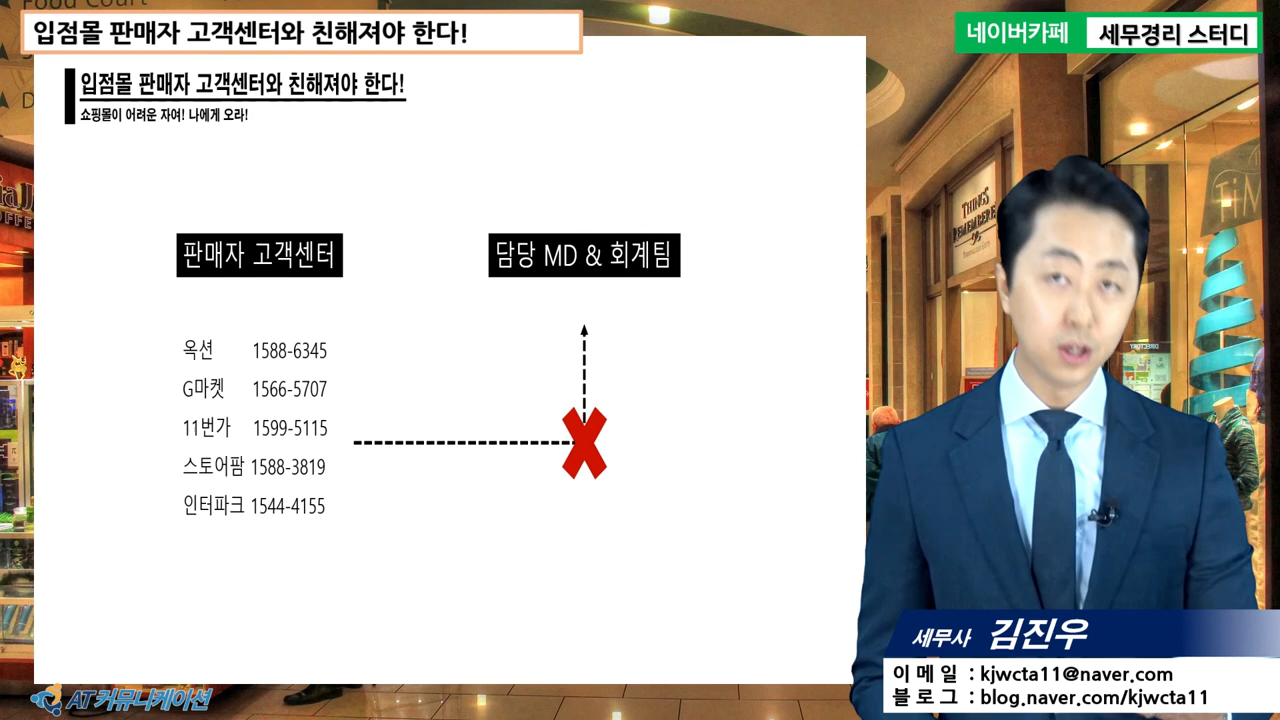 Food Court
입점몰 판매자 고객센터와 친해져야 한다!
네이버카페 세무경리 스터디
입점몰 판매자 고객센터와 친해져야 한다!
쇼핑몰이 어려운 자여! 나에게 오라!
THINGS
REMEMBERED
TiM
판매자 고객센터
담당 MD & 회계팀
옥션 1588-6345
G마켓 1566-5707
11번가 1599-5115
스토어팜 1588-3819
인터파크 1544-4155
세무사 김진우
이 메 일 : kjwcta11@naver.com
블 로 그 : blog.naver.com/kjwcta11
AT커뮤니케이션